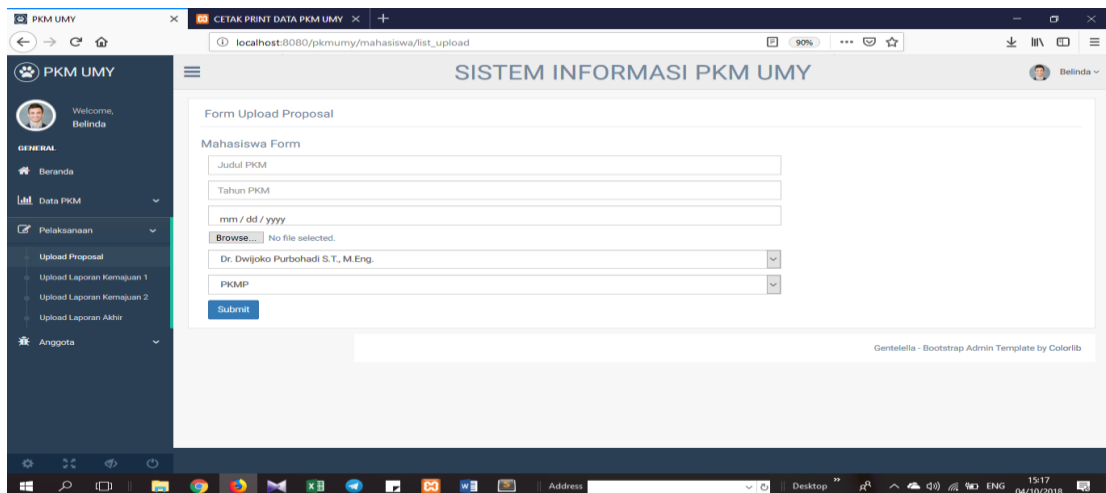 PKM UMY
CETAK PRINT DATA PKM UMY
localhost:8080/pkmumy/mahasiswa/list_upload
90%
PKM UMY
SISTEM INFORMASI PKM UMY
Belinda
Welcome,
Belinda
GENERAL
Beranda
Data PKM
Pelaksanaan
Upload Proposal
Upload Laporan Kemajuan 1
Upload Laporan Kemajuan 2
Upload Laporan Akhir
Anggota
Form Upload Proposal
Mahasiswa Form
Judul PKM
Tahun PKM
mm / dd / yyyy
Browse... No file selected.
Dr. Dwijoko Purbohadi S.T., M.Eng.
PKMP
Submit
Gentelella - Bootstrap Admin Template by Colorlib
Address
Desktop
ENG
15:17
04/10/2018